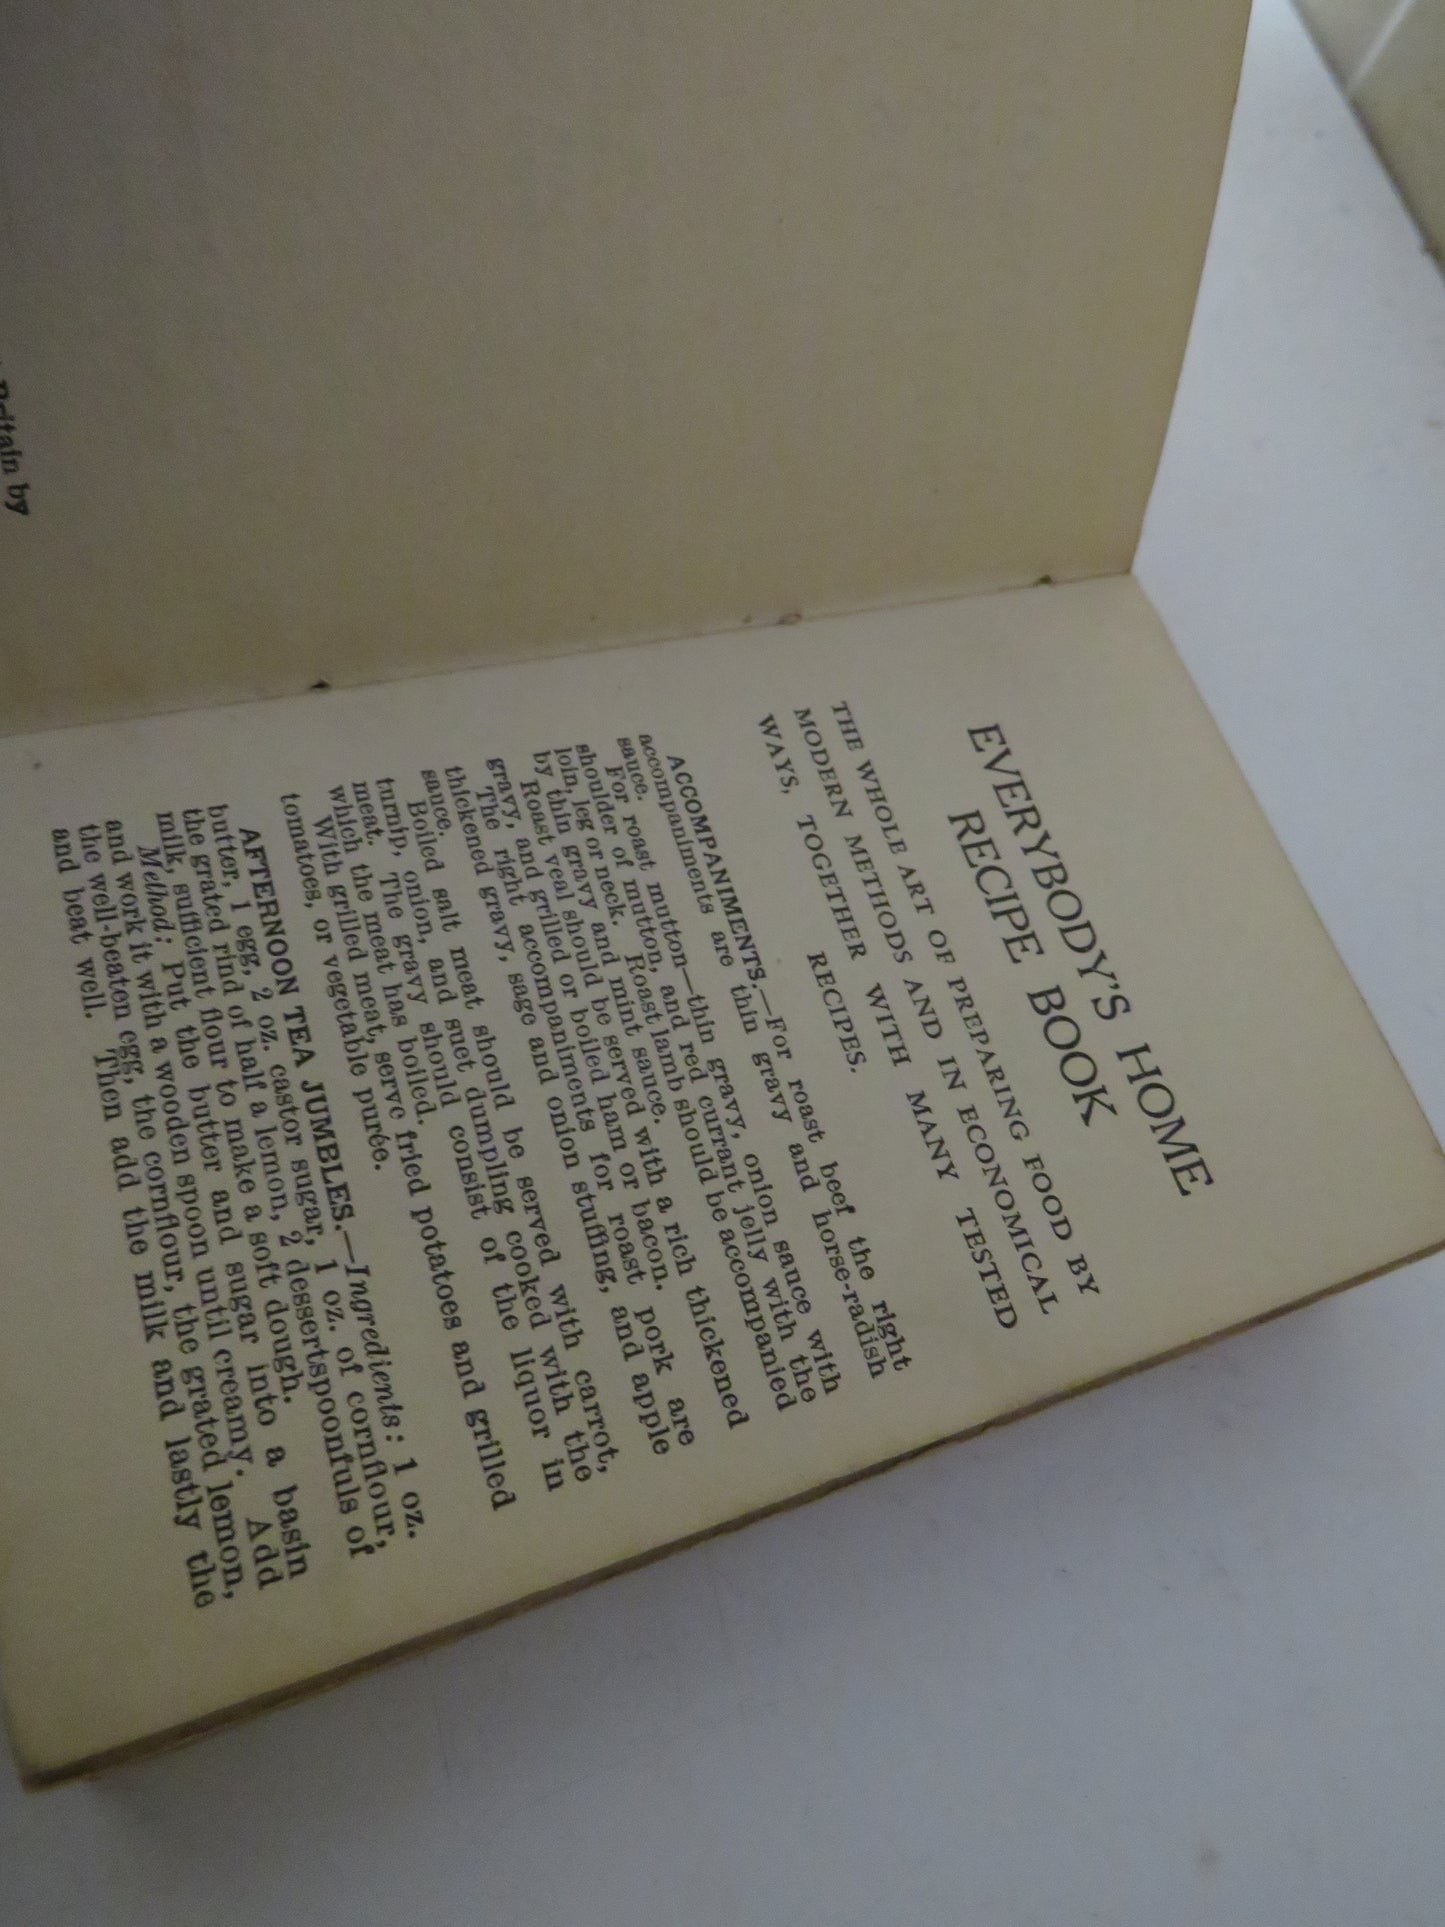 Britain by
EVERYBODY'S HOME
RECIPE BOOK
THE WHOLE ART OF PREPARING FOOD BY
MODERN METHODS AND IN ECONOMICAL
WAYS, TOGETHER WITH MANY TESTED
RECIPES.
ACCOMPANIMENTS.—For roast beef the right
accompaniments are thin gravy and horse-radish
sauce.
For roast mutton—thin gravy, onion sauce with
shoulder of mutton, and red currant jelly with the
loin, leg or neck. Roast lamb should be accompanied
by thin gravy and mint sauce.
Roast veal should be served with a rich thickened
gravy, and grilled or boiled ham or bacon.
The right accompaniments for roast pork are
thickened gravy, sage and onion stuffing, and apple
sauce.
Boiled salt meat should be served with carrot,
turnip, onion, and suet dumpling cooked with the
meat. The gravy should consist of the liquor in
which the meat has boiled.
With grilled meat, serve fried potatoes and grilled
tomatoes, or vegetable purée.
AFTERNOON TEA JUMBLES.—Ingredients: 1 oz.
butter, 1 egg, 2 oz. castor sugar, 1 oz. of cornflour,
the grated rind of half a lemon, 2 dessertspoonfuls of
milk, sufficient flour to make a soft dough.
Method: Put the butter and sugar into a basin
and work it with a wooden spoon until creamy. Add
the well-beaten egg, the cornflour, the grated lemon,
and beat well. Then add the milk and lastly the